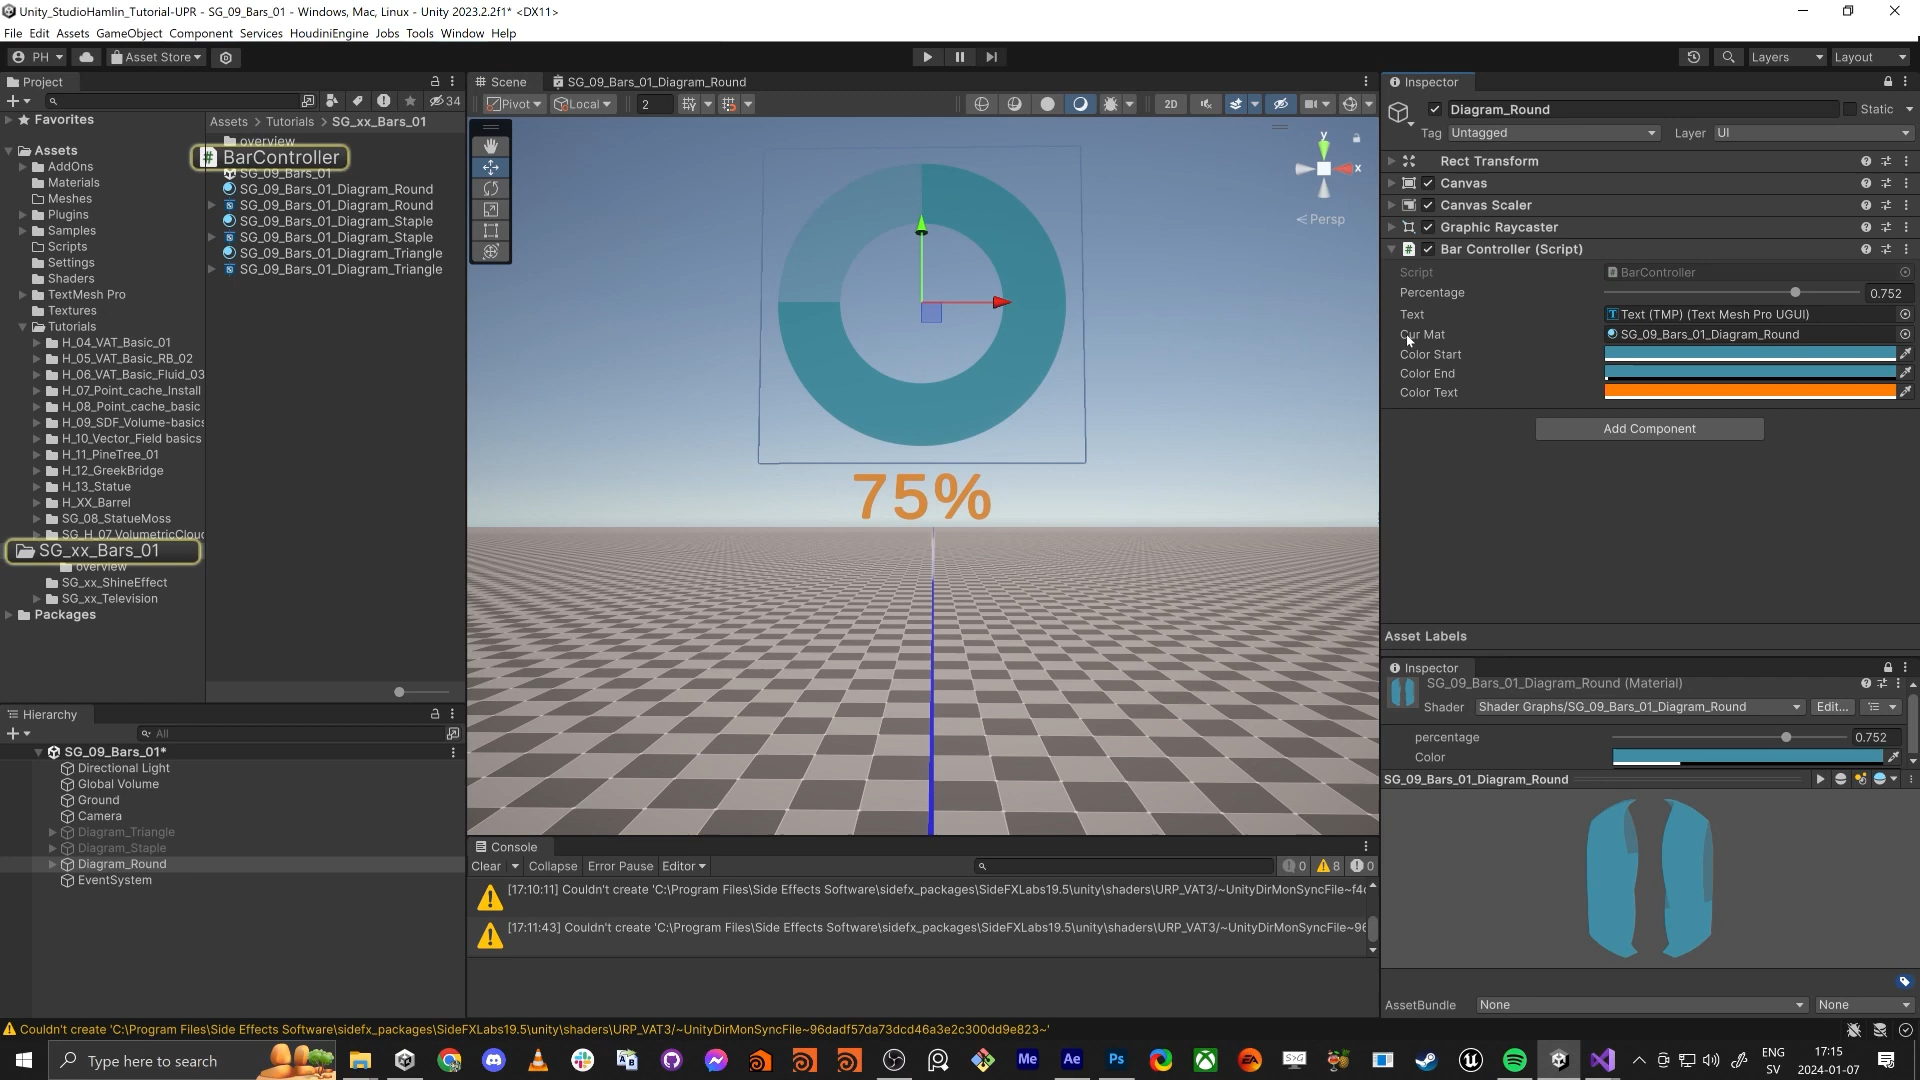 Unity_StudioHamlin_Tutorial-UPR - SG_09_Bars_01 - Windows, Mac, Linux - Unity 2023.2.2f1* <DX11>
File Edit Assets GameObject Component Services HoudiniEngine Jobs Tools Window Help
PH Asset Store Layers Layout
Project
34
Favorites
Assets
AddOns
Materials
Meshes
Plugins
Samples
Scripts
Settings
Shaders
TextMesh Pro
Textures
Tutorials
H_04_VAT_Basic_01
H_05_VAT_Basic_RB_02
H_06_VAT_Basic_Fluid_03
H_07_Point_cache_Install
H_08_Point_cache_basic
H_09_SDF_Volume-basics
H_10_Vector_Field basics
H_11_PineTree_01
H_12_GreekBridge
H_13_Statue
H_XX_Barrel
SG_08_StatueMoss
SG_H_07_VolumetricClouc
SG_xx_Bars_01
overview
SG_xx_ShineEffect
SG_xx_Television
Packages
Assets > Tutorials > SG_xx_Bars_01
overview
BarController
SG_09_Bars_01
SG_09_Bars_01_Diagram_Round
SG_09_Bars_01_Diagram_Round
SG_09_Bars_01_Diagram_Staple
SG_09_Bars_01_Diagram_Staple
SG_09_Bars_01_Diagram_Triangle
SG_09_Bars_01_Diagram_Triangle
Hierarchy
All
SG_09_Bars_01*
Directional Light
Global Volume
Ground
Camera
Diagram_Triangle
Diagram_Staple
Diagram_Round
EventSystem
Scene SG_09_Bars_01_Diagram_Round
Pivot Local 2 2D
y
x
Persp
75%
Console
Clear Collapse Error Pause Editor 0 8 0
[17:10:11] Couldn't create 'C:\Program Files\Side Effects Software\sidefx_packages\SideFXLabs19.5\unity\shaders\URP_VAT3/~UnityDirMonSyncFile~f4c
[17:11:43] Couldn't create 'C:\Program Files\Side Effects Software\sidefx_packages\SideFXLabs19.5\unity\shaders\URP_VAT3/~UnityDirMonSyncFile~96
Inspector
Diagram_Round Static
Tag Untagged Layer UI
Rect Transform
Canvas
Canvas Scaler
Graphic Raycaster
Bar Controller (Script)
Script BarController
Percentage 0.752
Text Text (TMP) (Text Mesh Pro UGUI)
Cur Mat SG_09_Bars_01_Diagram_Round
Color Start
Color End
Color Text
Add Component
Asset Labels
Inspector
SG_09_Bars_01_Diagram_Round (Material)
Shader Shader Graphs/SG_09_Bars_01_Diagram_Round Edit...
percentage 0.752
Color
SG_09_Bars_01_Diagram_Round
AssetBundle None None
Couldn't create 'C:\Program Files\Side Effects Software\sidefx_packages\SideFXLabs19.5\unity\shaders\URP_VAT3/~UnityDirMonSyncFile~96dadf57da73dcd46a3e2c300dd9e823~'
Type here to search
Me Ae Ps
ENG
SV
17:15
2024-01-07